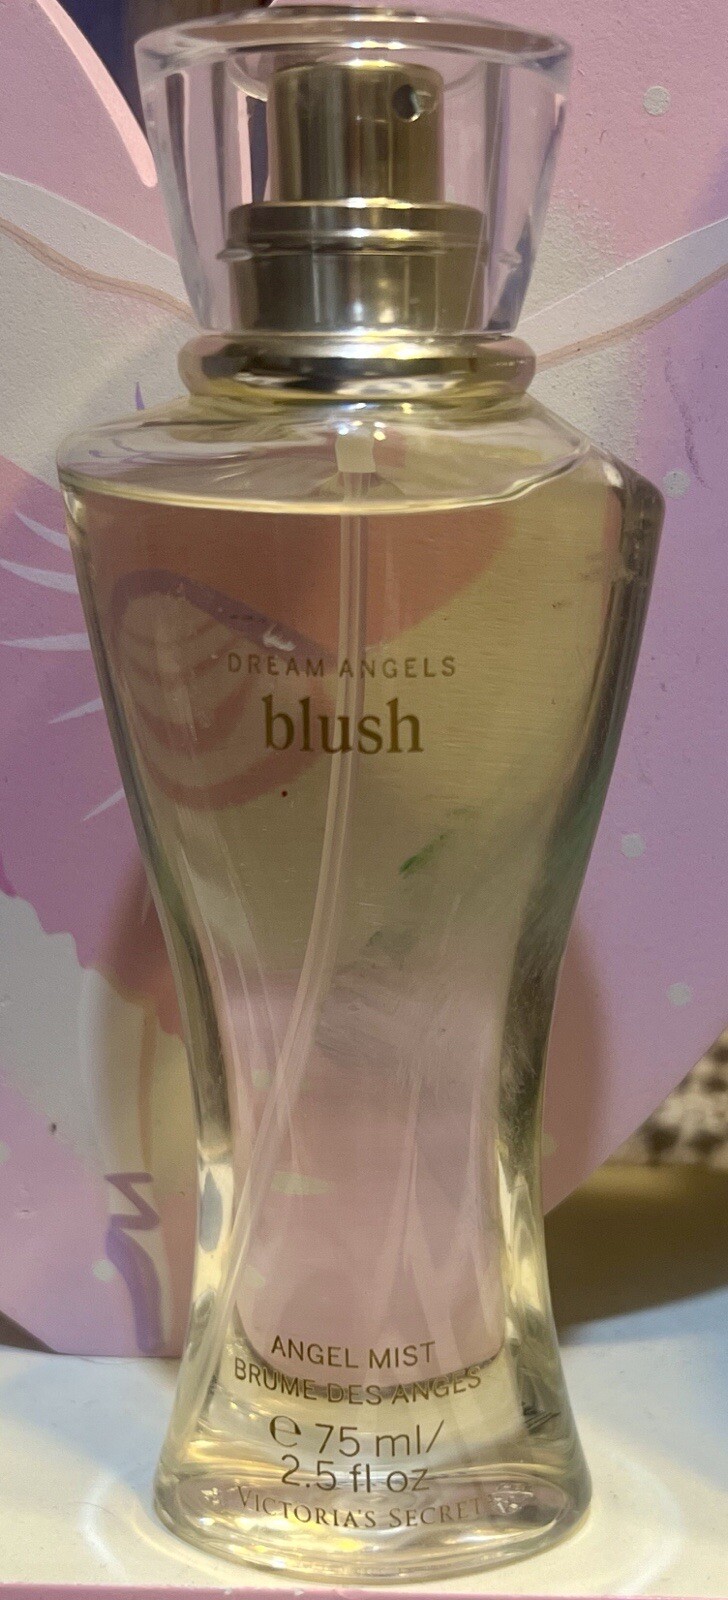 DREAM ANGELS
blush
ANGEL MIST
BRUME DES ANGES
℮ 75 ml/
2.5 fl oz
VICTORIA'S SECRET